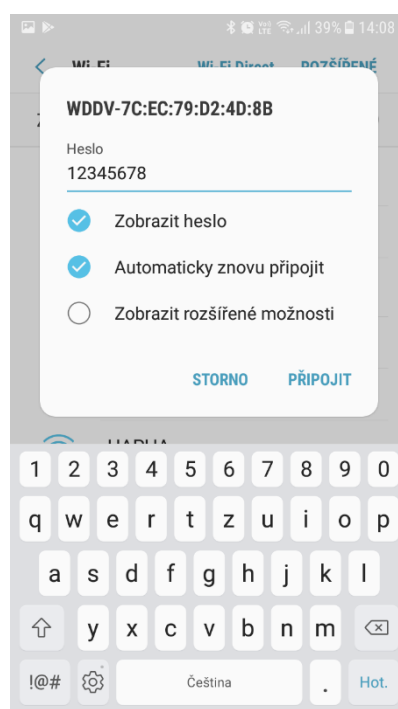 39% 14:08
Wi-Fi Wi-Fi Direct ROZŠÍŘENÉ
WDDV-7C:EC:79:D2:4D:8B
Heslo
12345678
Zobrazit heslo
Automaticky znovu připojit
Zobrazit rozšířené možnosti
STORNO PŘIPOJIT
1 2 3 4 5 6 7 8 9 0
q w e r t z u i o p
a s d f g h j k l
y x c v b n m
!@# Čeština . Hot.